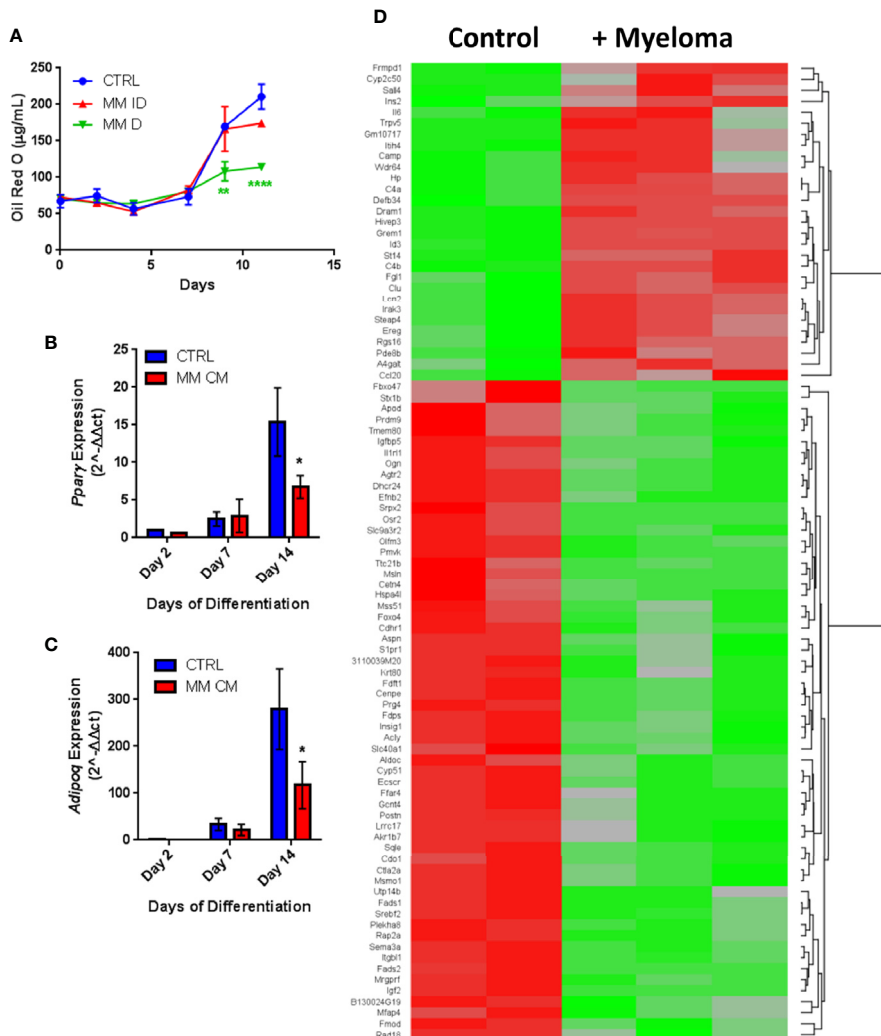 A
250
200
150
100
50
0
Oil Red O (µg/mL)
CTRL
MM ID
MM D
**
****
0
5
10
15
Days
B
25
20
15
10
5
0
Pparγ Expression
(2^-ΔΔct)
CTRL
MM CM
*
Day 2
Day 7
Day 14
Days of Differentiation
C
400
300
200
100
0
Adipoq Expression
(2^-ΔΔct)
CTRL
MM CM
*
Day 2
Day 7
Day 14
Days of Differentiation
D
Control + Myeloma
Frmpd1
Cyp2c50
Sall4
Ins2
Il6
Trpv5
Gm10717
Itih4
Camp
Wdr64
Hp
C4a
Defb34
Dram1
Hivep3
Grem1
Id3
St14
C4b
Fgl1
Clu
Lcn2
Irak3
Steap4
Ereg
Rgs16
Pde8b
A4galt
Ccl20
Fbxo47
Stx1b
Apod
Prdm9
Tmem80
Igfbp5
Il1rl1
Ogn
Agtr2
Dhcr24
Efnb2
Srpx2
Osr2
Slc9a3r2
Olfm3
Pmvk
Ttc21b
Msln
Cetn4
Hspa4l
Mss51
Foxo4
Cdhr1
Aspn
S1pr1
3110039M20
Krt80
Fdft1
Cenpe
Prg4
Fdps
Insig1
Acly
Slc40a1
Aldoc
Cyp51
Ecscr
Ffar4
Gcnt4
Postn
Lrrc17
Akr1b7
Sqle
Cdo1
Ctla2a
Msmo1
Utp14b
Fads1
Srebf2
Plekha8
Rap2a
Sema3a
Itgbl1
Fads2
Mrgprf
Igf2
B130024G19
Mfap4
Fmod
Rad18